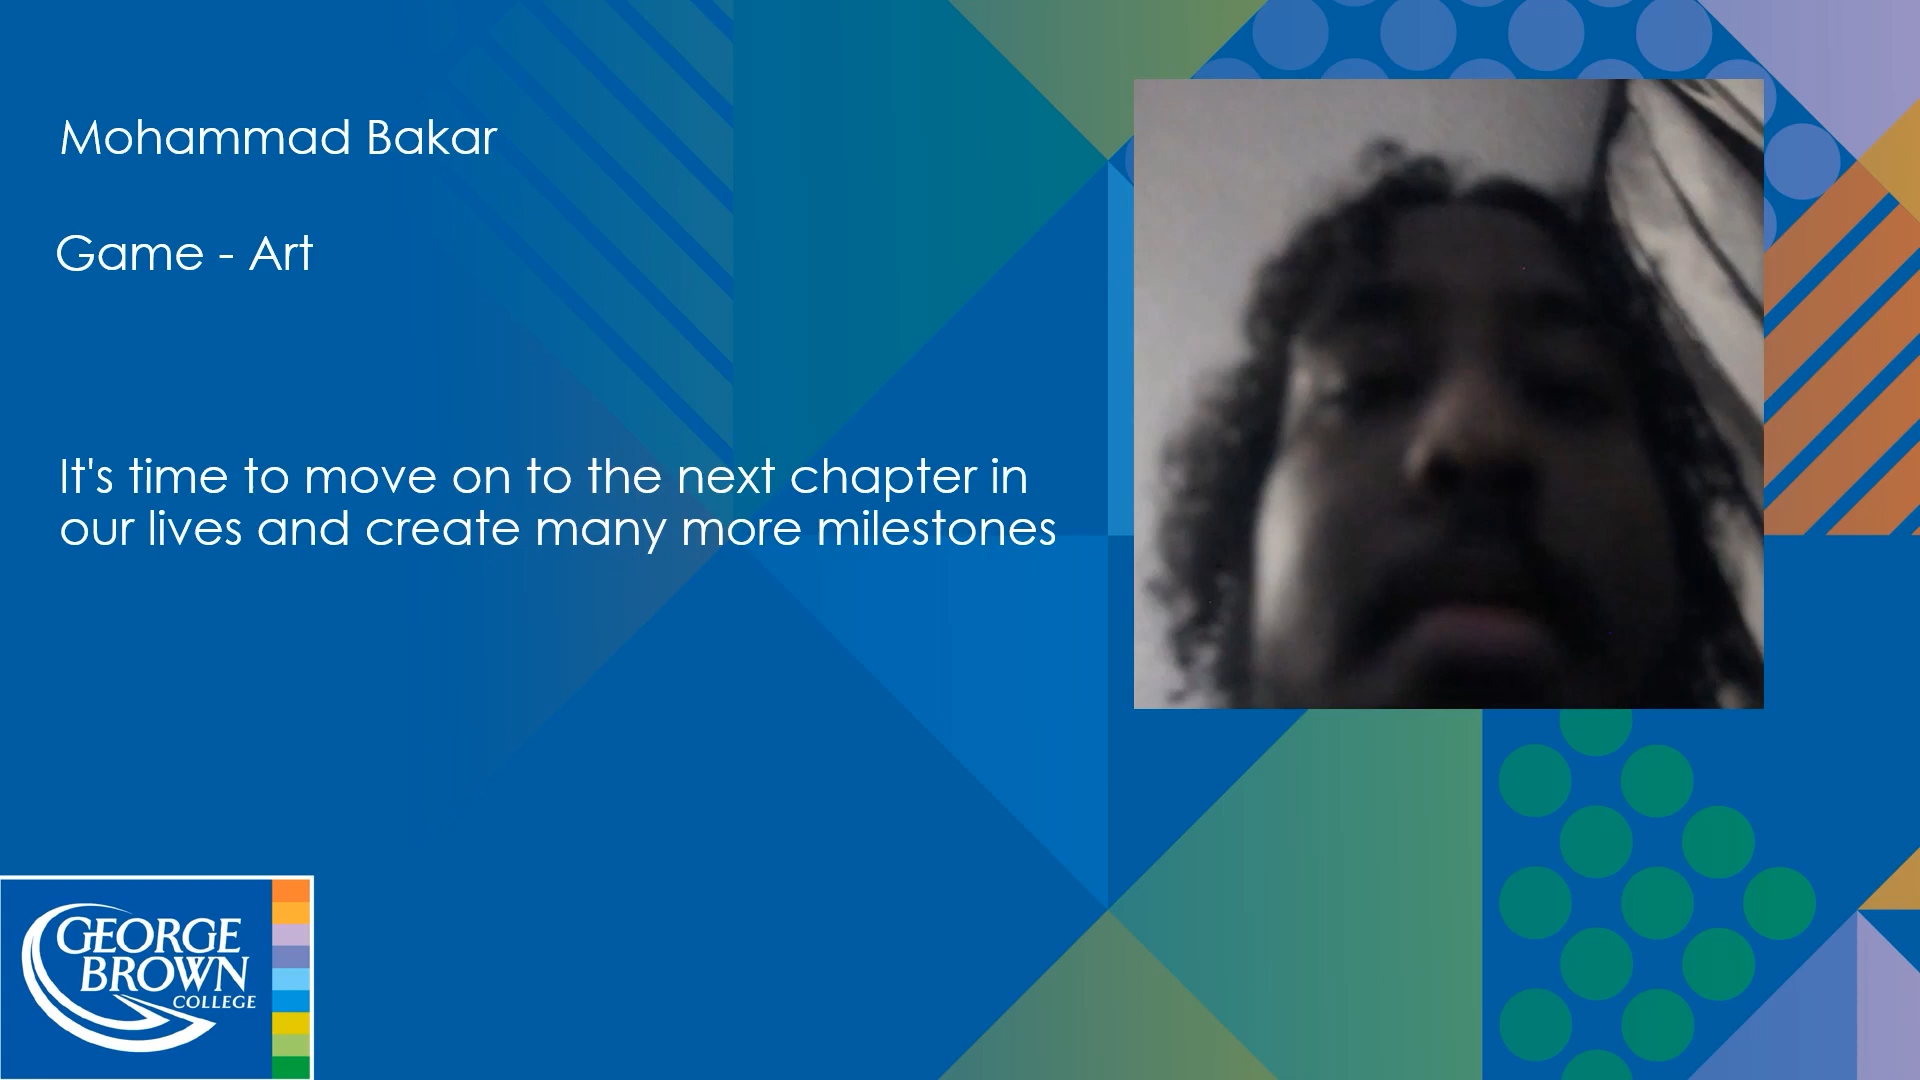 Mohammad Bakar
Game - Art
It's time to move on to the next chapter in
our lives and create many more milestones
GEORGE
BROWN
COLLEGE